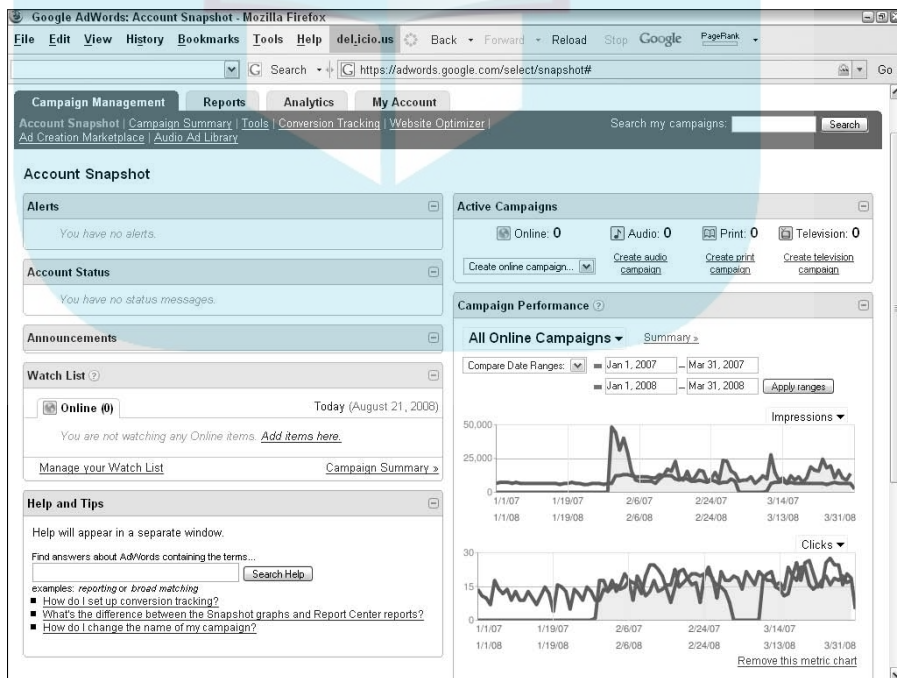 Google AdWords: Account Snapshot - Mozilla Firefox
File Edit View History Bookmarks Tools Help del.icio.us Back Forward Reload Stop Google PageRank
G Search G https://adwords.google.com/select/snapshot# Go
Campaign Management Reports Analytics My Account
Account Snapshot | Campaign Summary | Tools | Conversion Tracking | Website Optimizer | Search my campaigns: Search
Ad Creation Marketplace | Audio Ad Library
Account Snapshot
Alerts
You have no alerts.
Account Status
You have no status messages.
Announcements
Watch List ?
Online (0) Today (August 21, 2008)
You are not watching any Online items. Add items here.
Manage your Watch List Campaign Summary »
Help and Tips
Help will appear in a separate window.
Find answers about AdWords containing the terms...
Search Help
examples: reporting or broad matching
How do I set up conversion tracking?
What's the difference between the Snapshot graphs and Report Center reports?
How do I change the name of my campaign?
Active Campaigns
Online: 0 Audio: 0 Print: 0 Television: 0
Create online campaign... Create audio campaign Create print campaign Create television campaign
Campaign Performance ?
All Online Campaigns Summary »
Compare Date Ranges: Jan 1, 2007 – Mar 31, 2007
Jan 1, 2008 – Mar 31, 2008 Apply ranges
Impressions
50,000
25,000
0
1/1/07 1/19/07 2/6/07 2/24/07 3/14/07
1/1/08 1/19/08 2/6/08 2/24/08 3/13/08 3/31/08
Clicks
30
15
0
1/1/07 1/19/07 2/6/07 2/24/07 3/14/07
1/1/08 1/19/08 2/6/08 2/24/08 3/13/08 3/31/08
Remove this metric chart